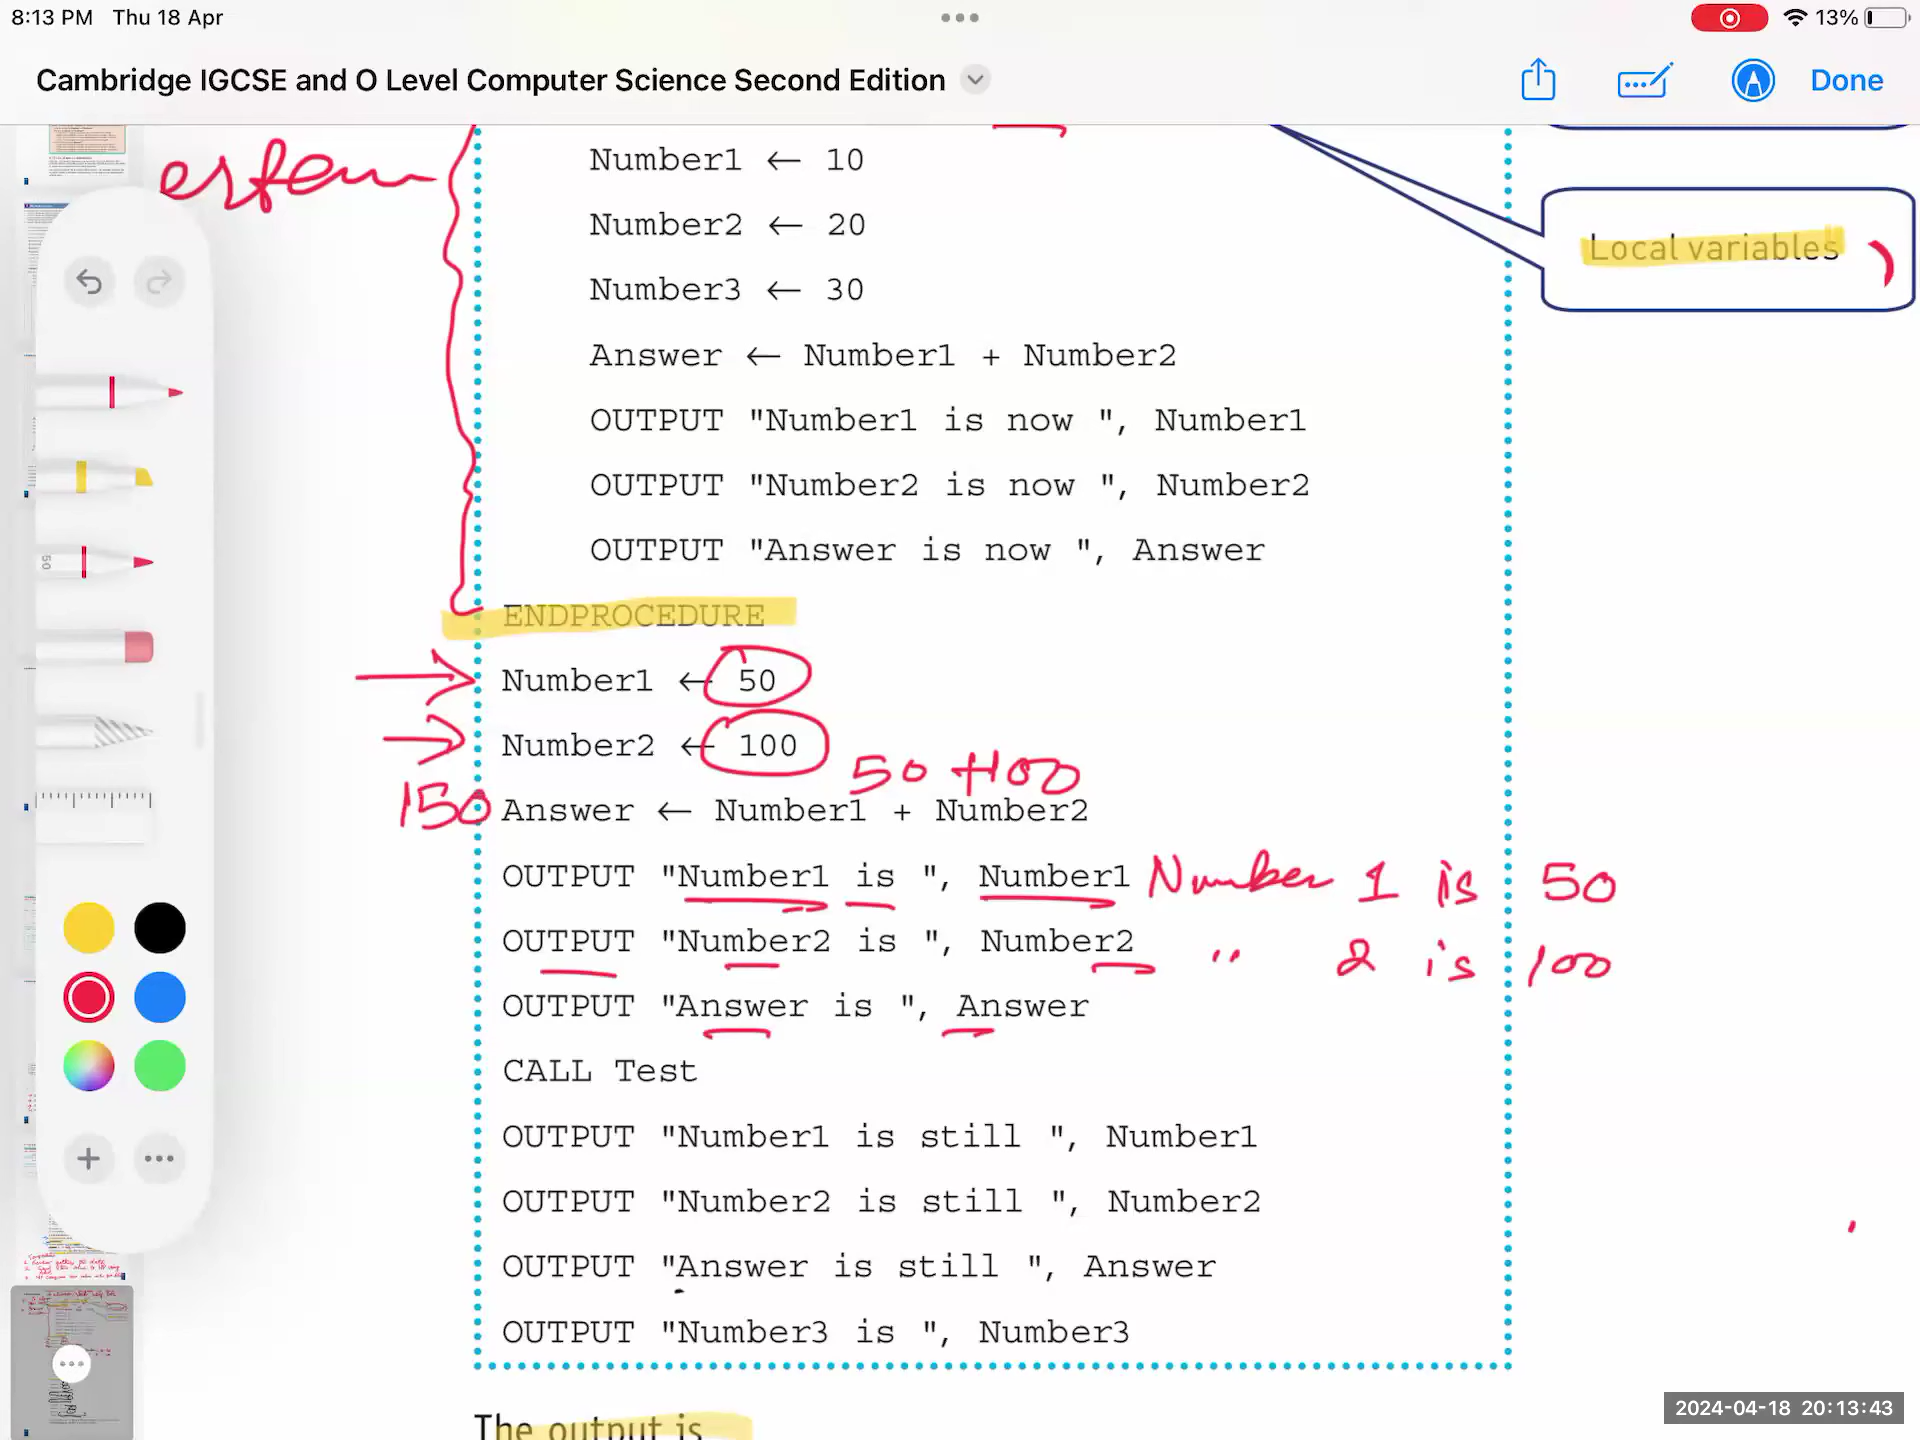 8:13 PM Thu 18 Apr
13%
Cambridge IGCSE and O Level Computer Science Second Edition
Done
Number1 ← 10
Number2 ← 20
Local variables
Number3 ← 30
Answer ← Number1 + Number2
OUTPUT "Number1 is now ", Number1
OUTPUT "Number2 is now ", Number2
50
OUTPUT "Answer is now ", Answer
ENDPROCEDURE
Number1 ← 50
Number2 ← 100
50 + 100
150 Answer ← Number1 + Number2
OUTPUT "Number1 is ", Number1 Number 1 is 50
OUTPUT "Number2 is ", Number2 " 2 is 100
OUTPUT "Answer is ", Answer
CALL Test
OUTPUT "Number1 is still ", Number1
OUTPUT "Number2 is still ", Number2
OUTPUT "Answer is still ", Answer
OUTPUT "Number3 is ", Number3
The output is
2024-04-18 20:13:43